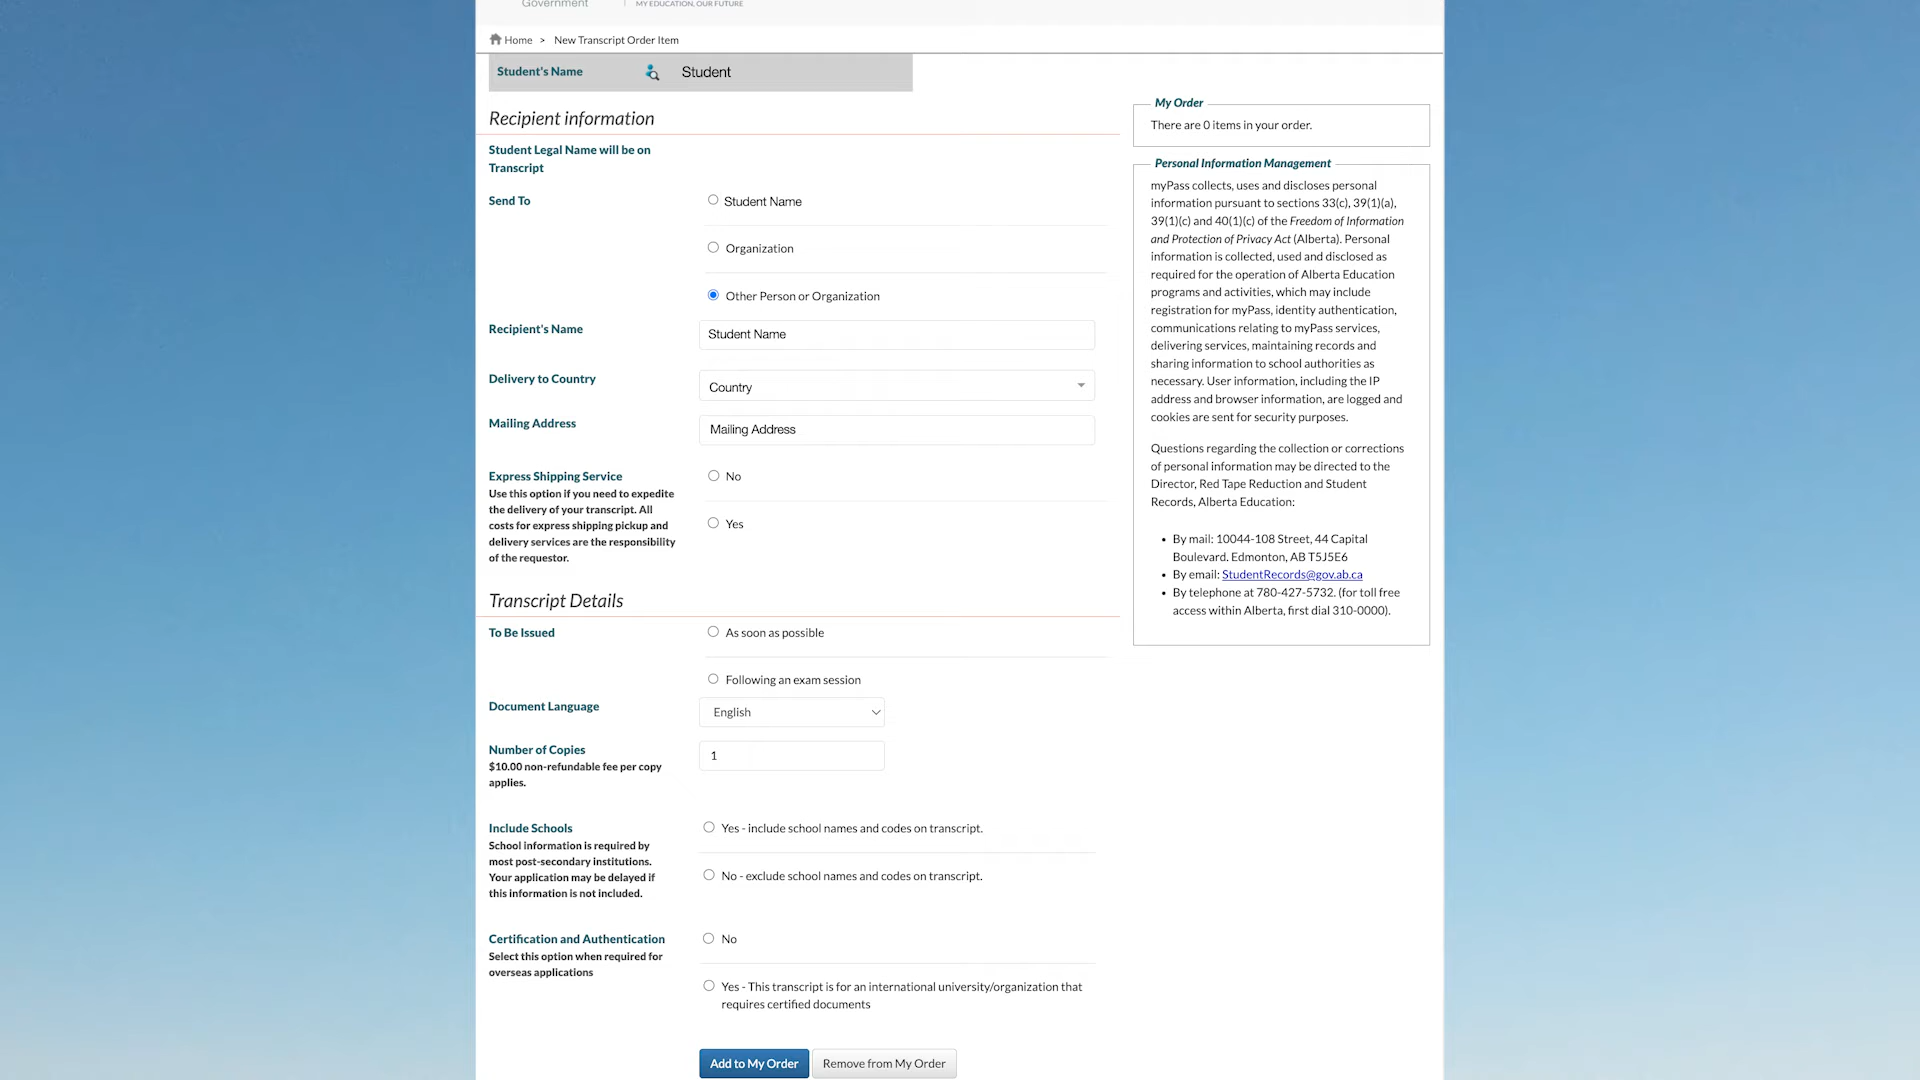 Government | MY EDUCATION, OUR FUTURE
Home > New Transcript Order Item
Student's Name Student
Recipient information
Student Legal Name will be on
Transcript
Send To
Student Name
Organization
Other Person or Organization
Recipient's Name Student Name
Delivery to Country Country
Mailing Address Mailing Address
Express Shipping Service
Use this option if you need to expedite
the delivery of your transcript. All
costs for express shipping pickup and
delivery services are the responsibility
of the requestor.
No
Yes
Transcript Details
To Be Issued
As soon as possible
Following an exam session
Document Language English
Number of Copies
$10.00 non-refundable fee per copy
applies.
1
Include Schools
School information is required by
most post-secondary institutions.
Your application may be delayed if
this information is not included.
Yes - include school names and codes on transcript.
No - exclude school names and codes on transcript.
Certification and Authentication
Select this option when required for
overseas applications
No
Yes - This transcript is for an international university/organization that
requires certified documents
Add to My Order Remove from My Order
My Order
There are 0 items in your order.
Personal Information Management
myPass collects, uses and discloses personal
information pursuant to sections 33(c), 39(1)(a),
39(1)(c) and 40(1)(c) of the Freedom of Information
and Protection of Privacy Act (Alberta). Personal
information is collected, used and disclosed as
required for the operation of Alberta Education
programs and activities, which may include
registration for myPass, identity authentication,
communications relating to myPass services,
delivering services, maintaining records and
sharing information to school authorities as
necessary. User information, including the IP
address and browser information, are logged and
cookies are sent for security purposes.
Questions regarding the collection or corrections
of personal information may be directed to the
Director, Red Tape Reduction and Student
Records, Alberta Education:
• By mail: 10044-108 Street, 44 Capital
Boulevard. Edmonton, AB T5J5E6
• By email: StudentRecords@gov.ab.ca
• By telephone at 780-427-5732. (for toll free
access within Alberta, first dial 310-0000).